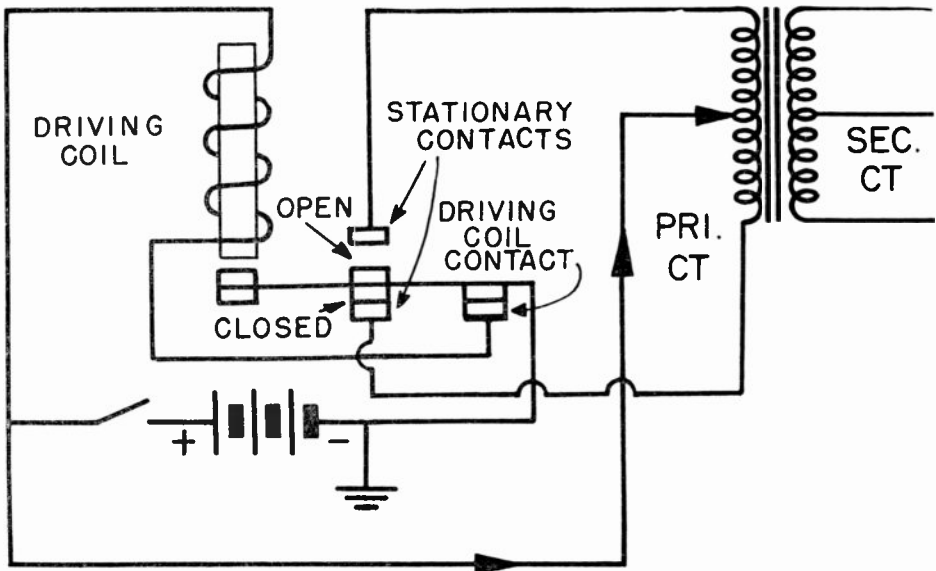 DRIVING
COIL
STATIONARY
CONTACTS
OPEN
DRIVING
COIL
CONTACT
CLOSED
PRI.
CT
SEC.
CT
+
-